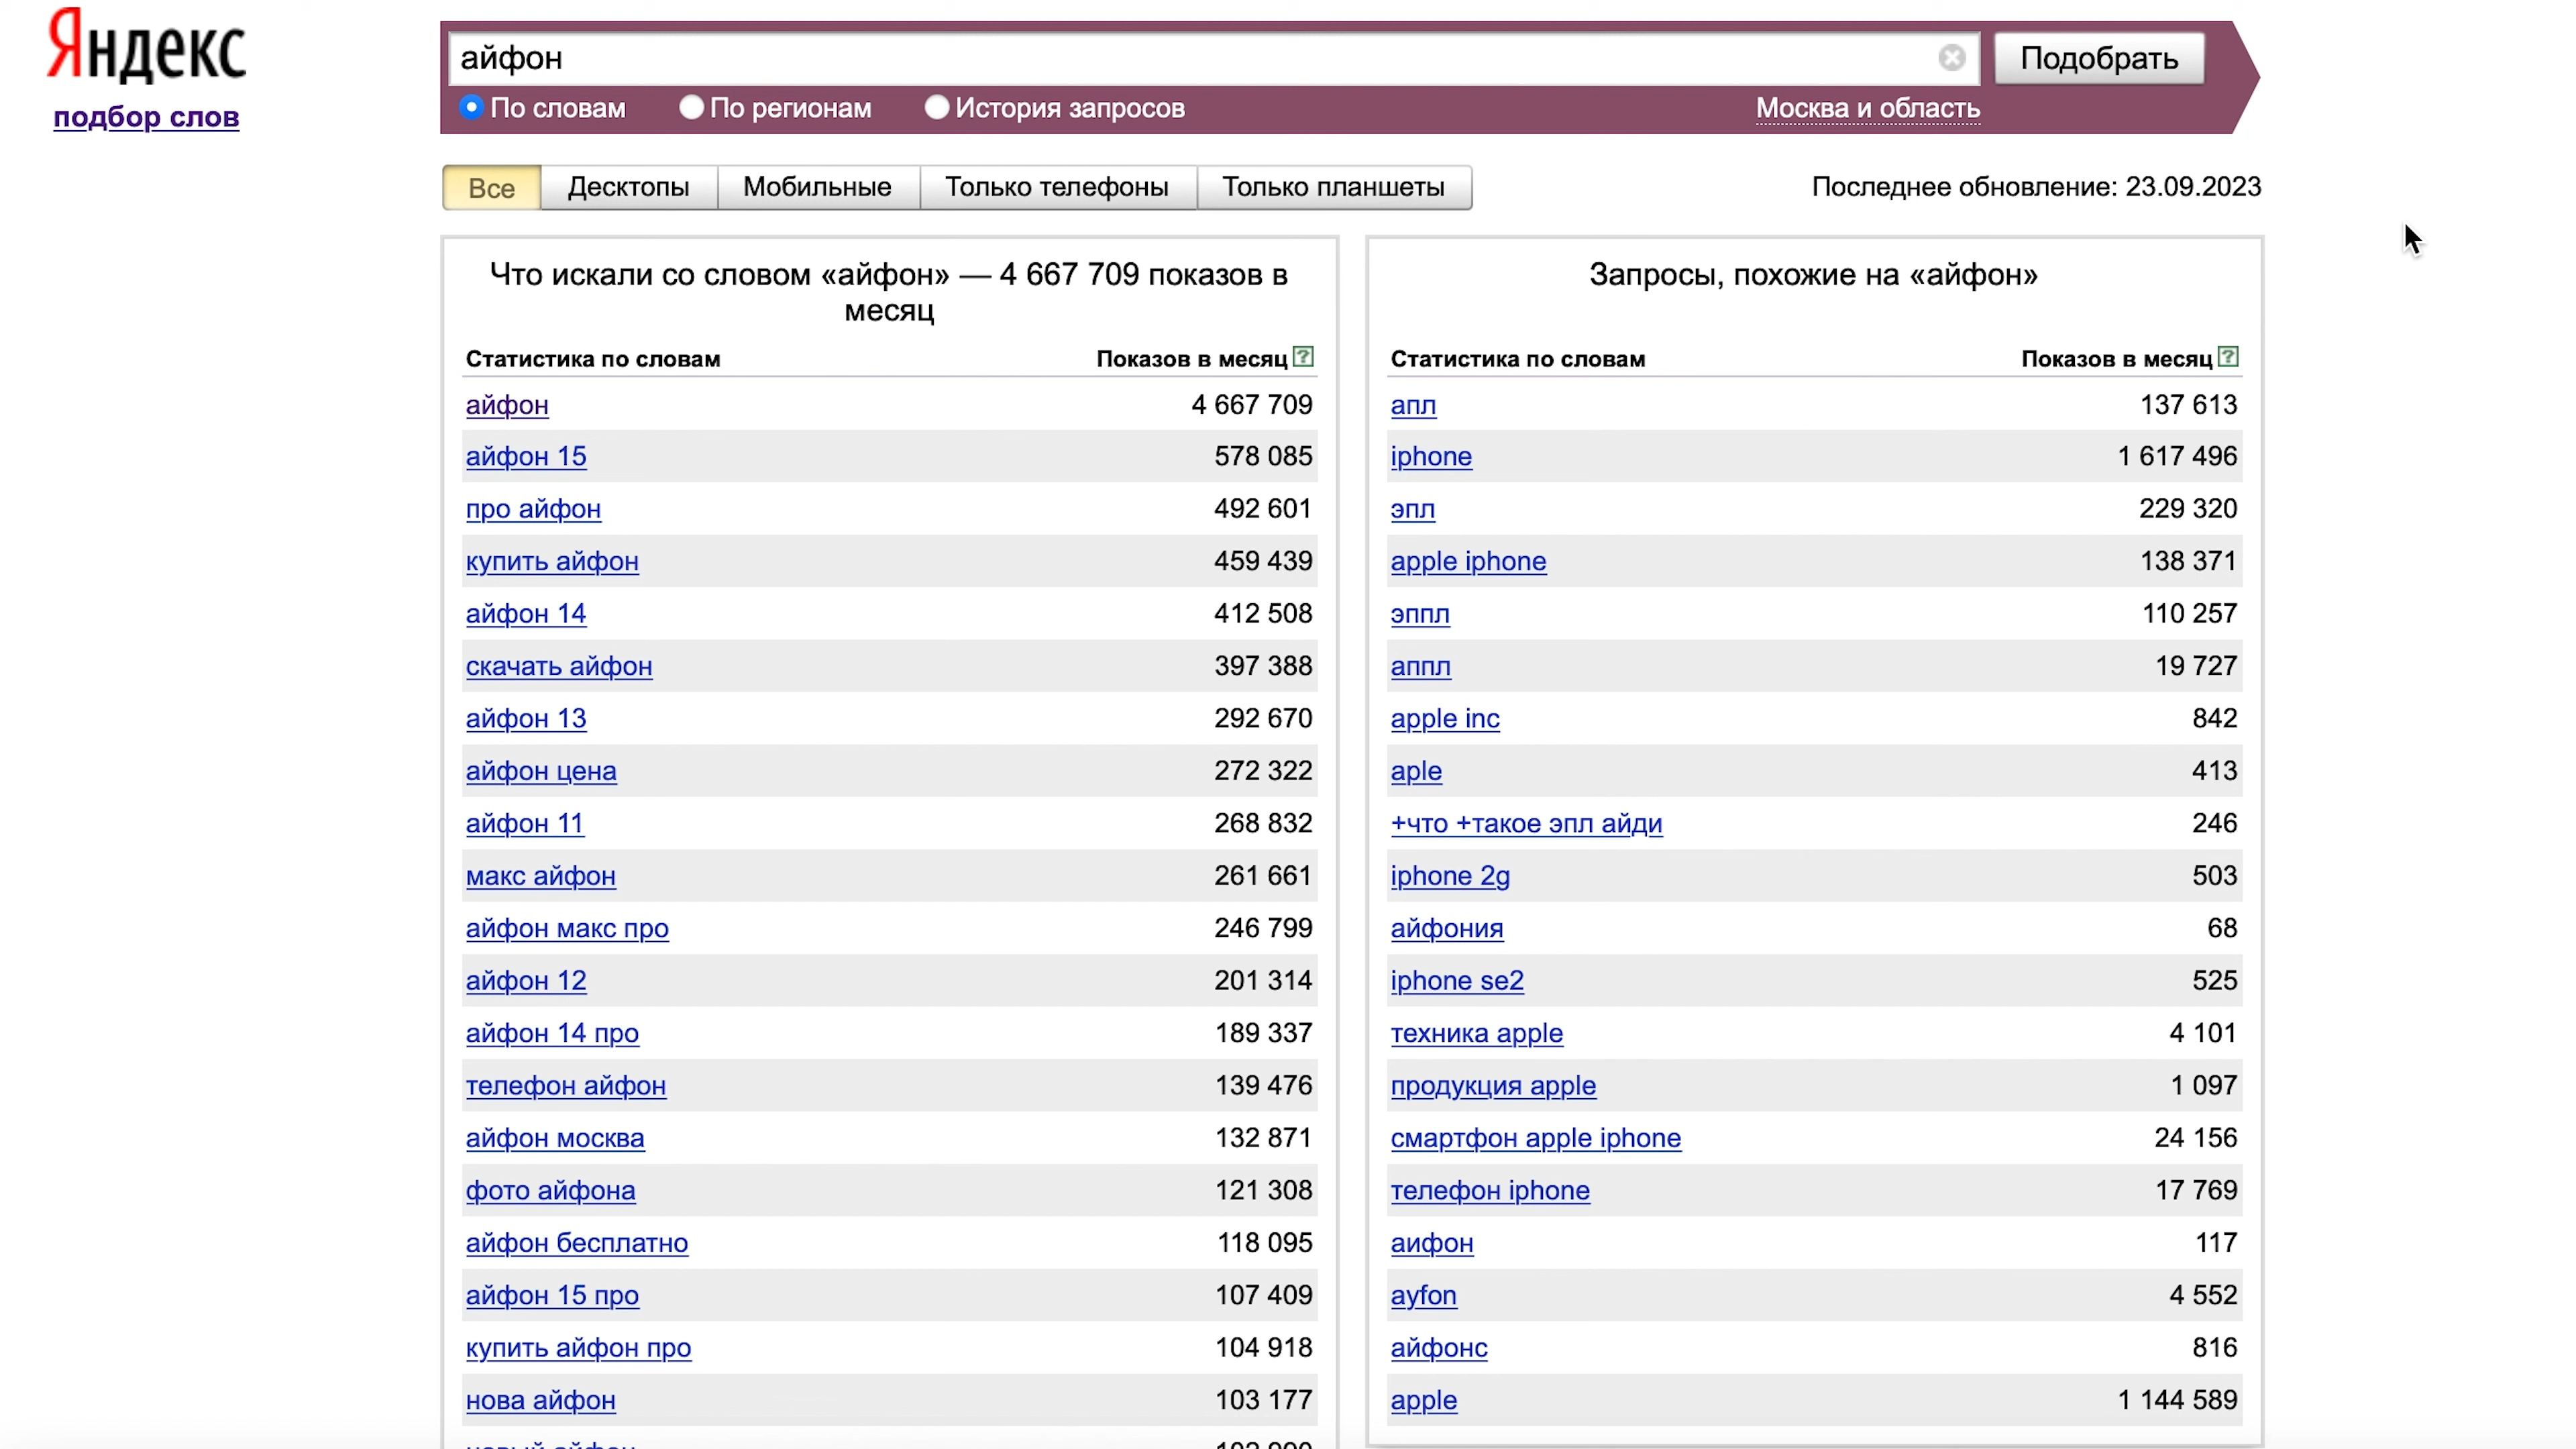 Яндекс
подбор слов
айфон
Подобрать
По словам
По регионам
История запросов
Москва и область
Все
Десктопы
Мобильные
Только телефоны
Только планшеты
Последнее обновление: 23.09.2023
Что искали со словом «айфон» — 4 667 709 показов в
месяц
Статистика по словам Показов в месяц ?
айфон 4 667 709
айфон 15 578 085
про айфон 492 601
купить айфон 459 439
айфон 14 412 508
скачать айфон 397 388
айфон 13 292 670
айфон цена 272 322
айфон 11 268 832
макс айфон 261 661
айфон макс про 246 799
айфон 12 201 314
айфон 14 про 189 337
телефон айфон 139 476
айфон москва 132 871
фото айфона 121 308
айфон бесплатно 118 095
айфон 15 про 107 409
купить айфон про 104 918
нова айфон 103 177
Запросы, похожие на «айфон»
Статистика по словам Показов в месяц ?
апл 137 613
iphone 1 617 496
эпл 229 320
apple iphone 138 371
эппл 110 257
аппл 19 727
apple inc 842
aple 413
+что +такое эпл айди 246
iphone 2g 503
айфония 68
iphone se2 525
техника apple 4 101
продукция apple 1 097
смартфон apple iphone 24 156
телефон iphone 17 769
аифон 117
ayfon 4 552
айфонс 816
apple 1 144 589